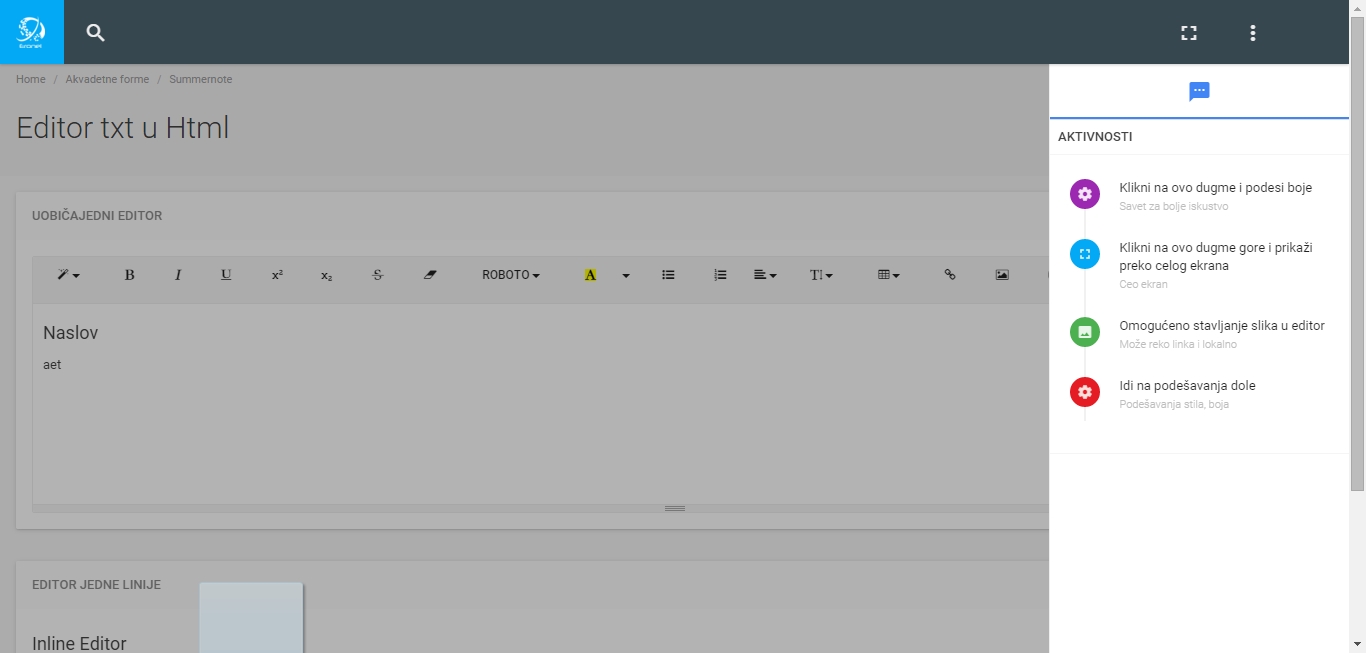 Home / Akvadetne forme / Summernote
Editor txt u Html
UOBIČAJEDNI EDITOR
B I U x² x₂ S ROBOTO A T
Naslov
aet
EDITOR JEDNE LINIJE
Inline Editor
AKTIVNOSTI
Klikni na ovo dugme i podesi boje
Savet za bolje iskustvo
Klikni na ovo dugme gore i prikaži
preko celog ekrana
Ceo ekran
Omogućeno stavljanje slika u editor
Može reko linka i lokalno
Idi na podešavanja dole
Podešavanja stila, boja